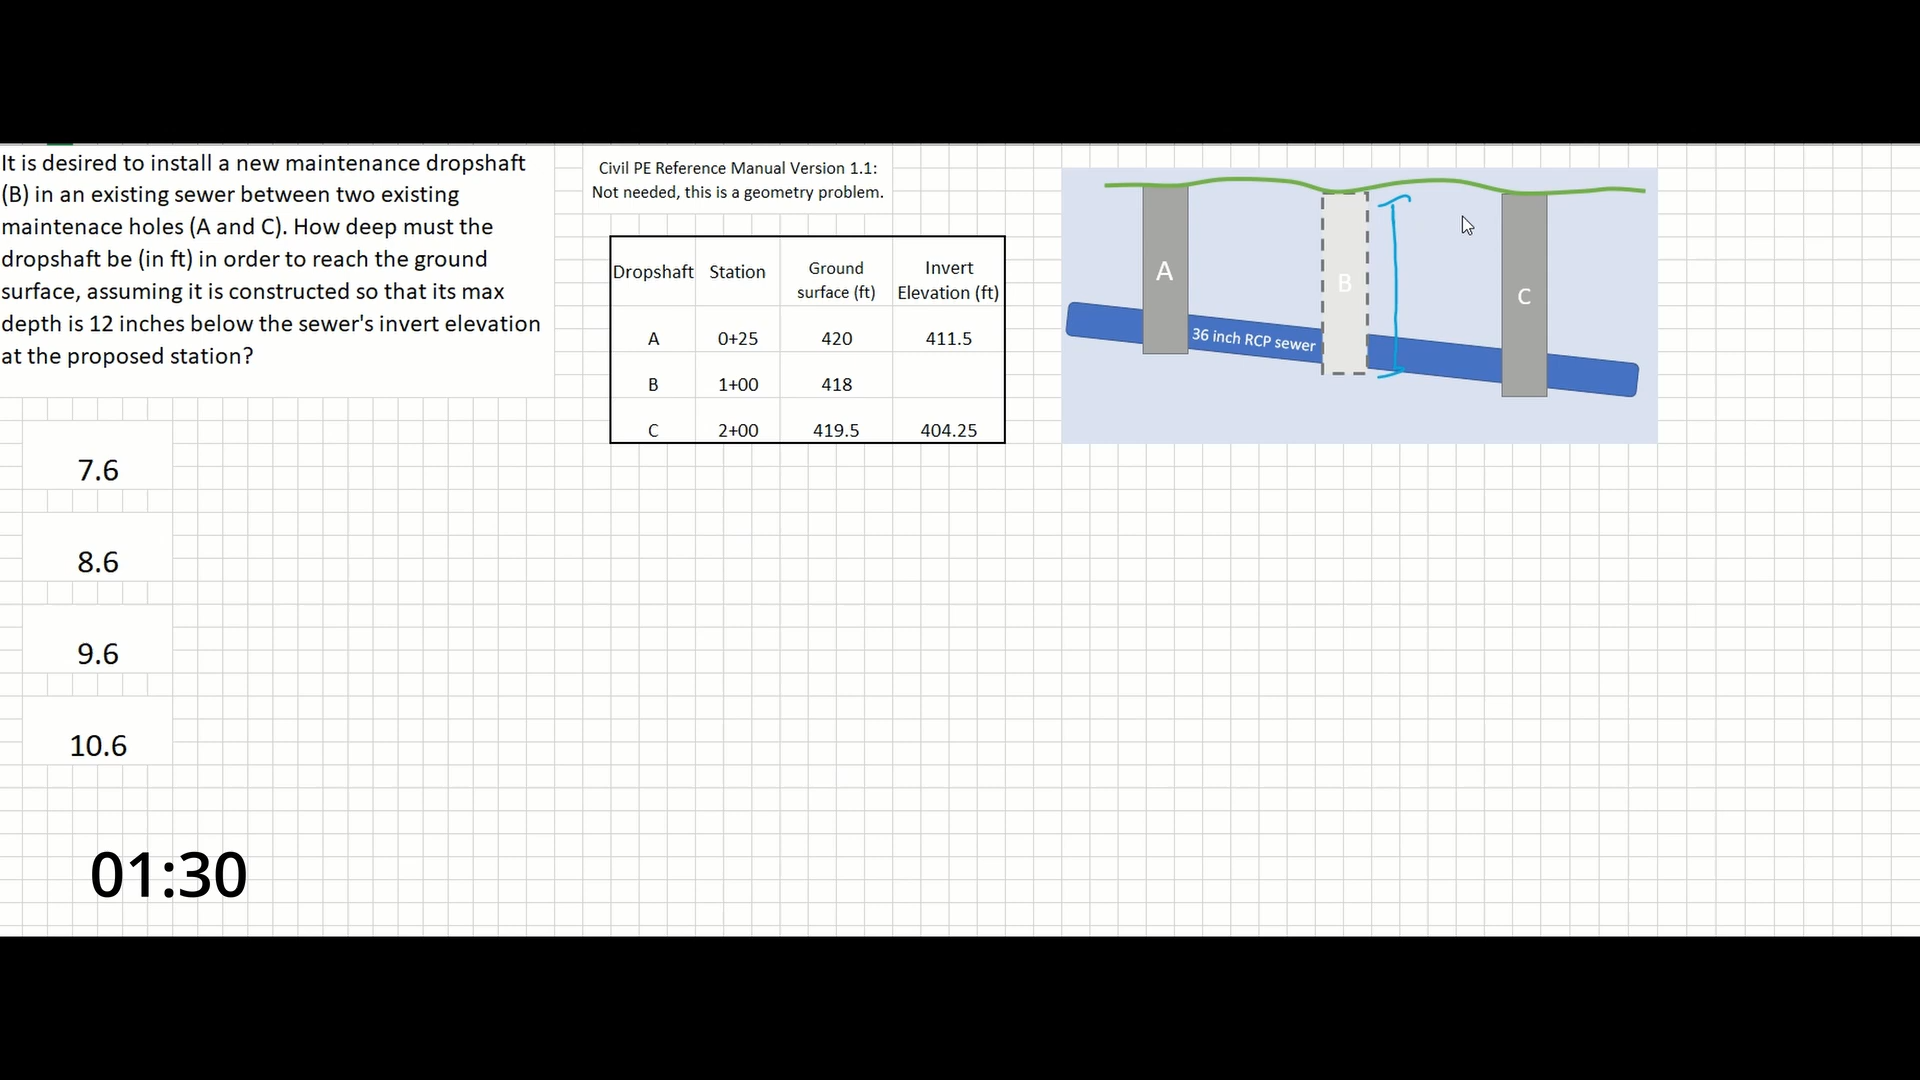 It is desired to install a new maintenance dropshaft
(B) in an existing sewer between two existing
maintenace holes (A and C). How deep must the
dropshaft be (in ft) in order to reach the ground
surface, assuming it is constructed so that its max
depth is 12 inches below the sewer's invert elevation
at the proposed station?
7.6
8.6
9.6
10.6
01:30
Civil PE Reference Manual Version 1.1:
Not needed, this is a geometry problem.
Dropshaft Station Ground surface (ft) Invert Elevation (ft)
A 0+25 420 411.5
B 1+00 418
C 2+00 419.5 404.25
A
B
C
36 inch RCP sewer